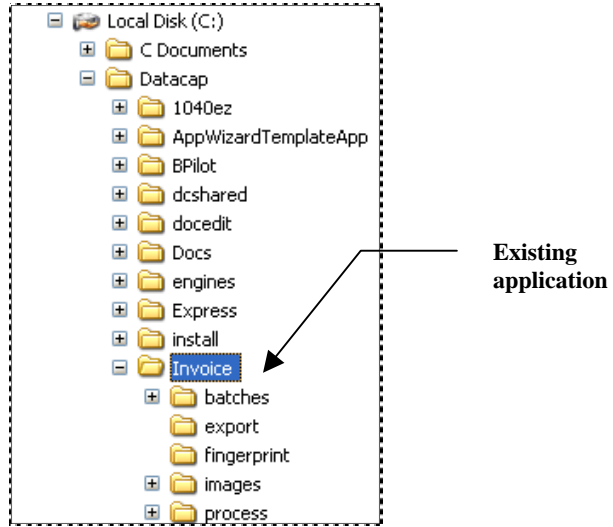 Local Disk (C:)
C Documents
Datacap
1040ez
AppWizardTemplateApp
BPilot
dcshared
docedit
Docs
engines
Express
install
Invoice
batches
export
fingerprint
images
process
Existing
application